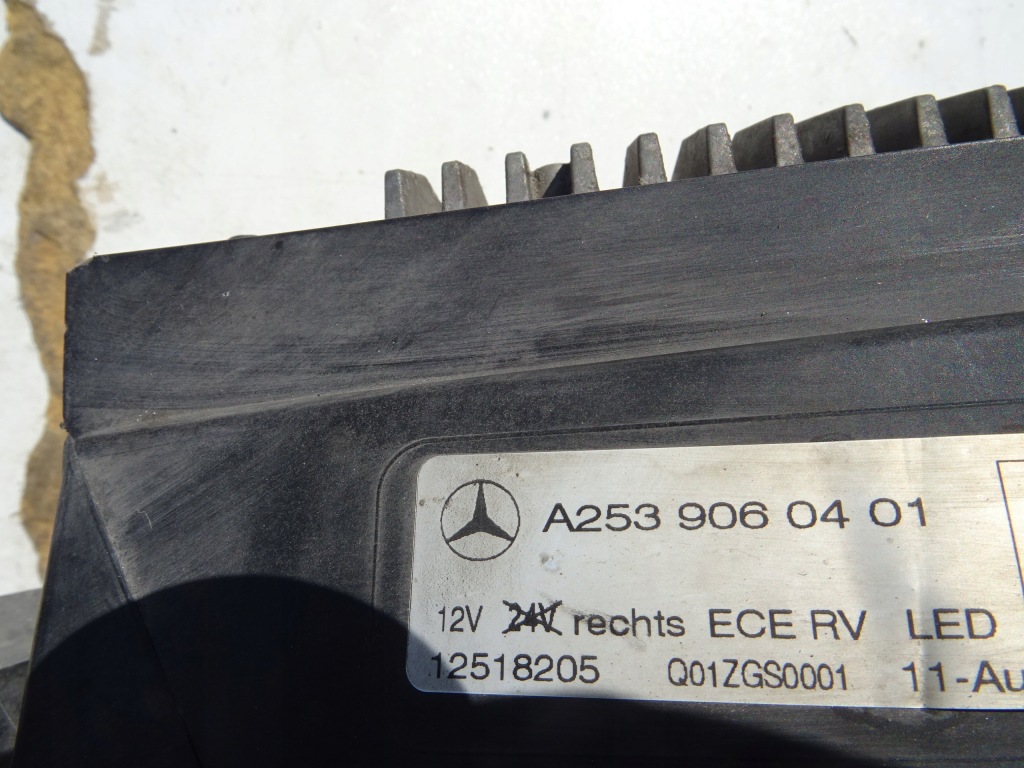 A253 906 04 01
12V 24V rechts ECE RV LED
12518205 Q01ZGS0001 11-Au